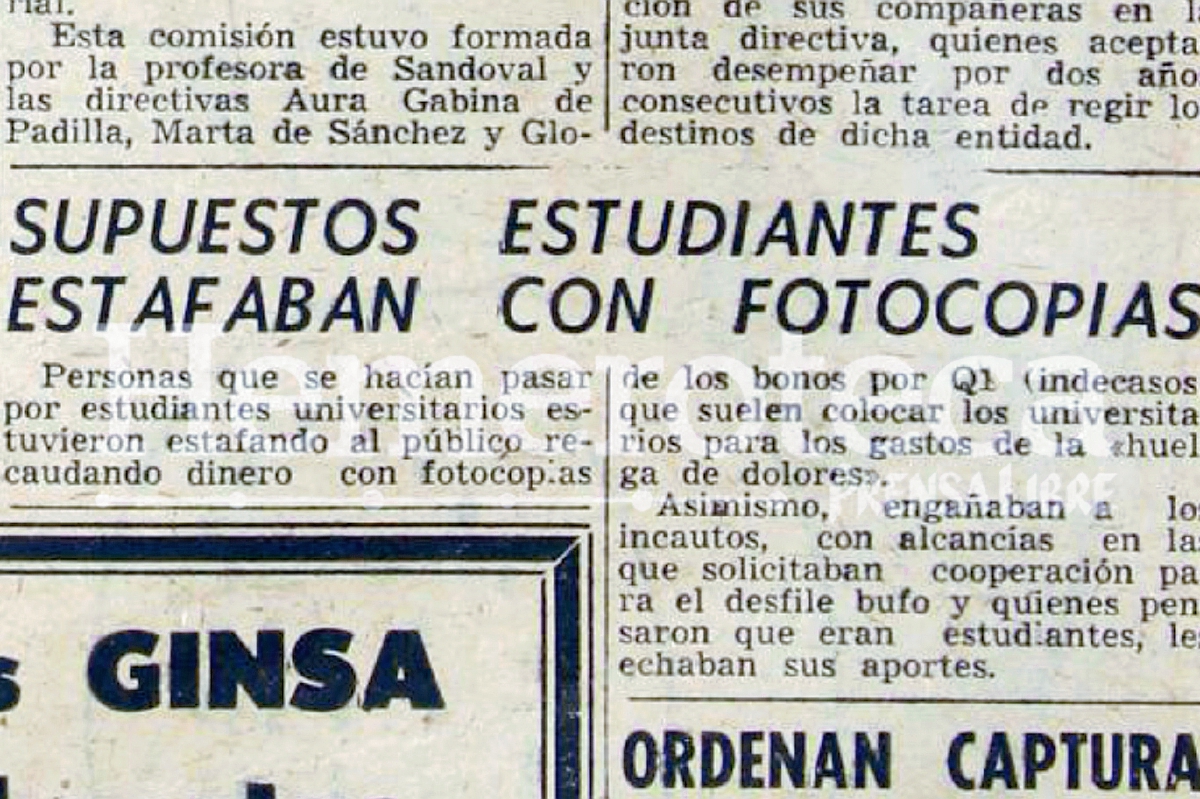 rial.
Esta comisión estuvo formada
por la profesora de Sandoval y
las directivas Aura Gabina de
Padilla, Marta de Sánchez y Glo-
ción de sus compañeras en l
junta directiva, quienes acepta
ron desempeñar por dos año
consecutivos la tarea de regir lo
destinos de dicha entidad.
SUPUESTOS ESTUDIANTES
ESTAFABAN CON FOTOCOPIAS
Personas que se hacían pasar
por estudiantes universitarios es-
tuvieron estafando al público re-
caudando dinero con fotocopias
de los bonos por Q1 (indecasos
que suelen colocar los universita
rios para los gastos de la «huel
ga de dolores».
Asimismo, engañaban a los
incautos, con alcancías en las
que solicitaban cooperación pa
ra el desfile bufo y quienes pen
saron que eran estudiantes, les
echaban sus aportes.
s GINSA
ORDENAN CAPTURA
Hemeroteca
PRENSA LIBRE